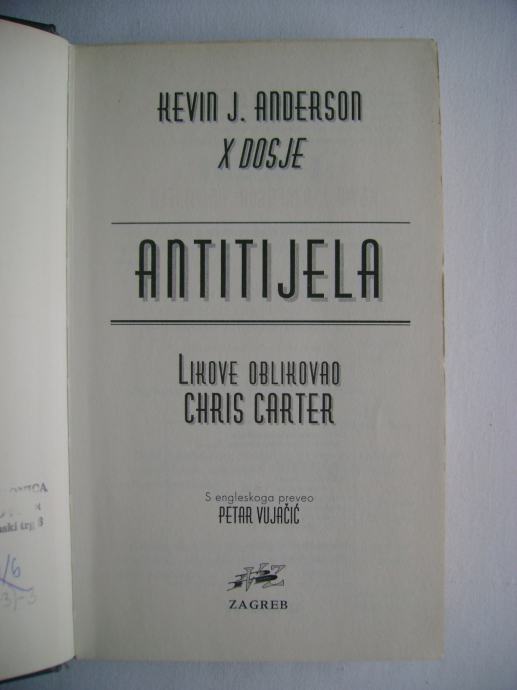 KEVIN J. ANDERSON
X DOSJE
ANTITIJELA
LIKOVE OBLIKOVAO
CHRIS CARTER
S engleskoga preveo
PETAR VUJAČIĆ
ZAGREB